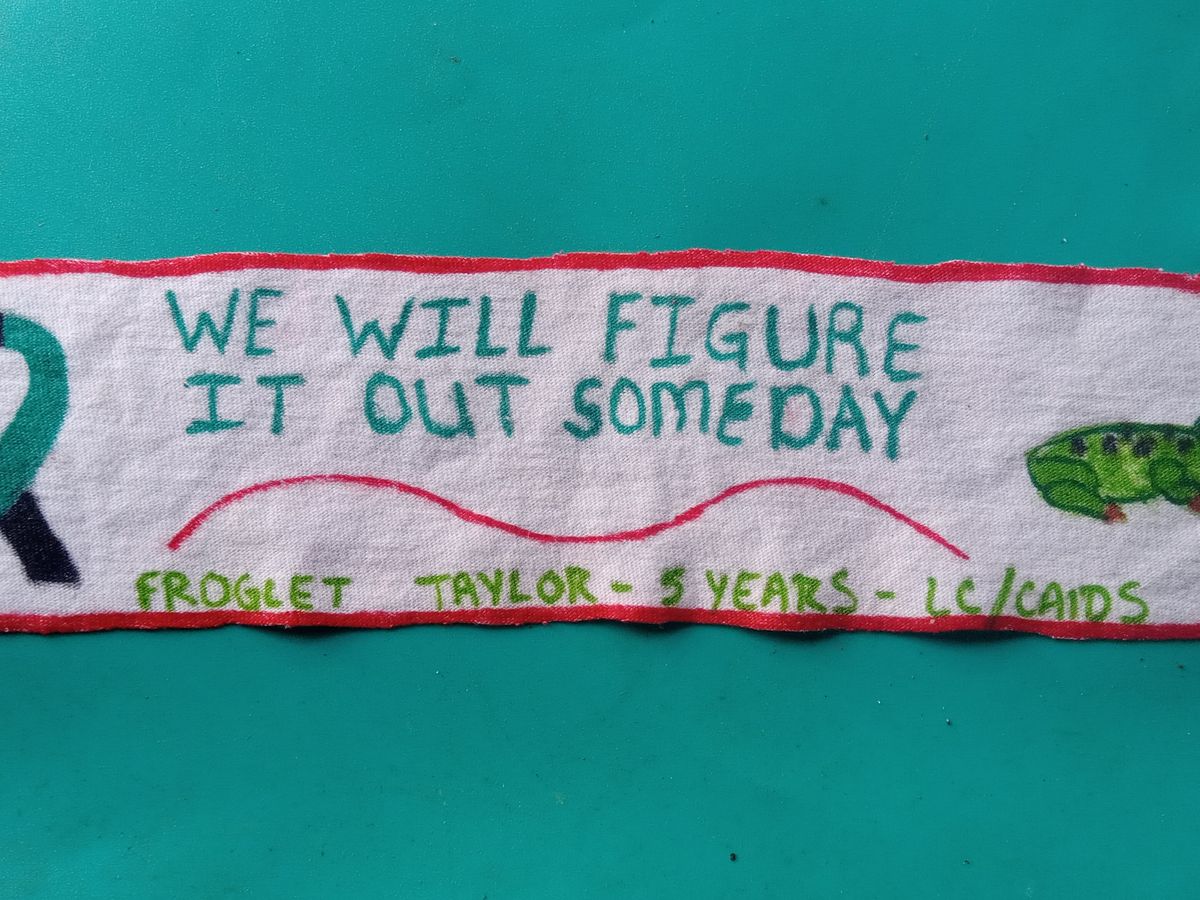 WE WILL FIGURE
IT OUT SOMEDAY
FROGLET TAYLOR - 5 YEARS - LC/CAIDS